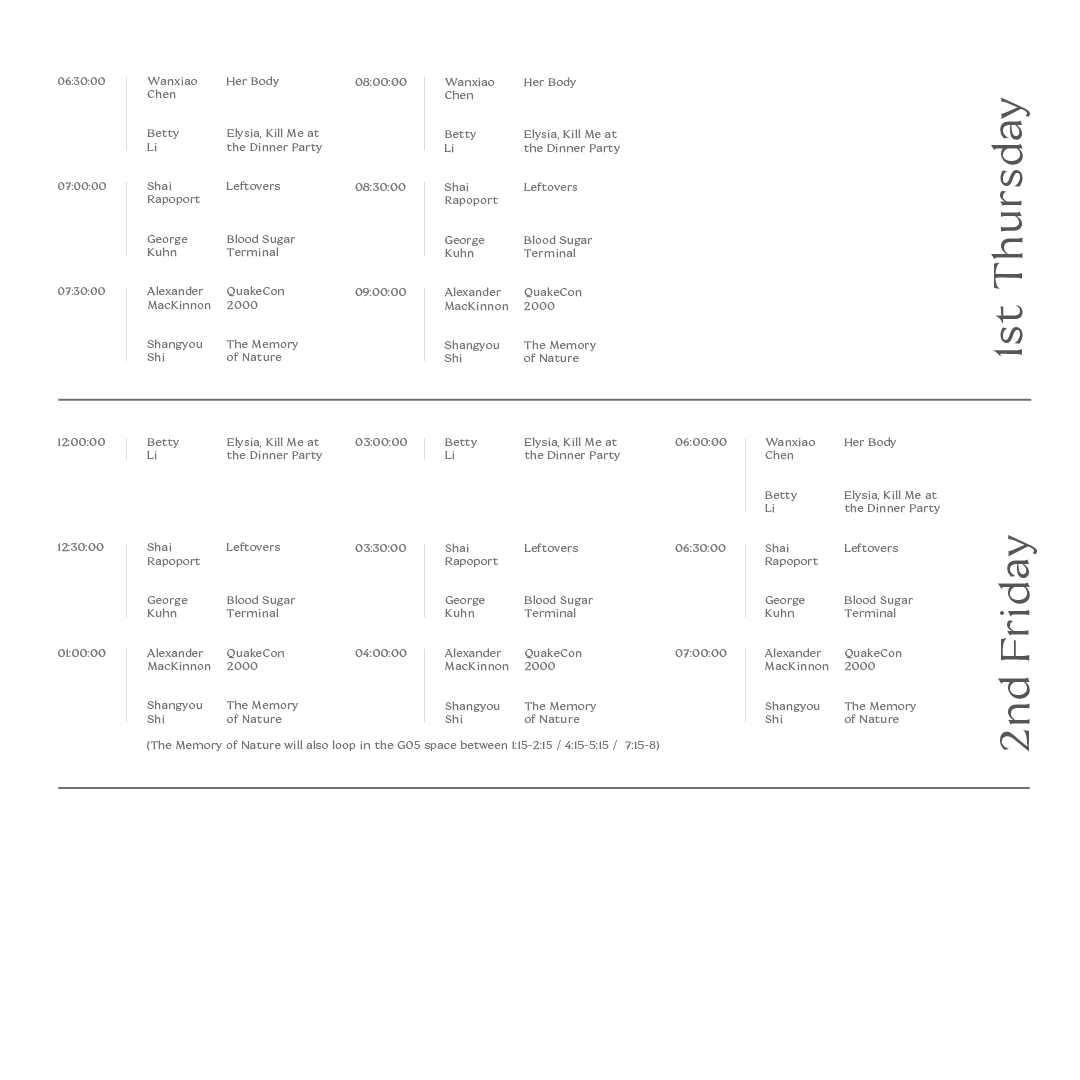 06:30:00
Wanxiao
Chen
Her Body
Betty
Li
Elysia, Kill Me at
the Dinner Party
07:00:00
Shai
Rapoport
Leftovers
George
Kuhn
Blood Sugar
Terminal
07:30:00
Alexander
MacKinnon
QuakeCon
2000
Shangyou
Shi
The Memory
of Nature
08:00:00
Wanxiao
Chen
Her Body
Betty
Li
Elysia, Kill Me at
the Dinner Party
08:30:00
Shai
Rapoport
Leftovers
George
Kuhn
Blood Sugar
Terminal
09:00:00
Alexander
MacKinnon
QuakeCon
2000
Shangyou
Shi
The Memory
of Nature
1st Thursday
12:00:00
Betty
Li
Elysia, Kill Me at
the Dinner Party
12:30:00
Shai
Rapoport
Leftovers
George
Kuhn
Blood Sugar
Terminal
01:00:00
Alexander
MacKinnon
QuakeCon
2000
Shangyou
Shi
The Memory
of Nature
03:00:00
Betty
Li
Elysia, Kill Me at
the Dinner Party
03:30:00
Shai
Rapoport
Leftovers
George
Kuhn
Blood Sugar
Terminal
04:00:00
Alexander
MacKinnon
QuakeCon
2000
Shangyou
Shi
The Memory
of Nature
06:00:00
Wanxiao
Chen
Her Body
Betty
Li
Elysia, Kill Me at
the Dinner Party
06:30:00
Shai
Rapoport
Leftovers
George
Kuhn
Blood Sugar
Terminal
07:00:00
Alexander
MacKinnon
QuakeCon
2000
Shangyou
Shi
The Memory
of Nature
(The Memory of Nature will also loop in the G05 space between 1:15-2:15 / 4:15-5:15 / 7:15-8)
2nd Friday